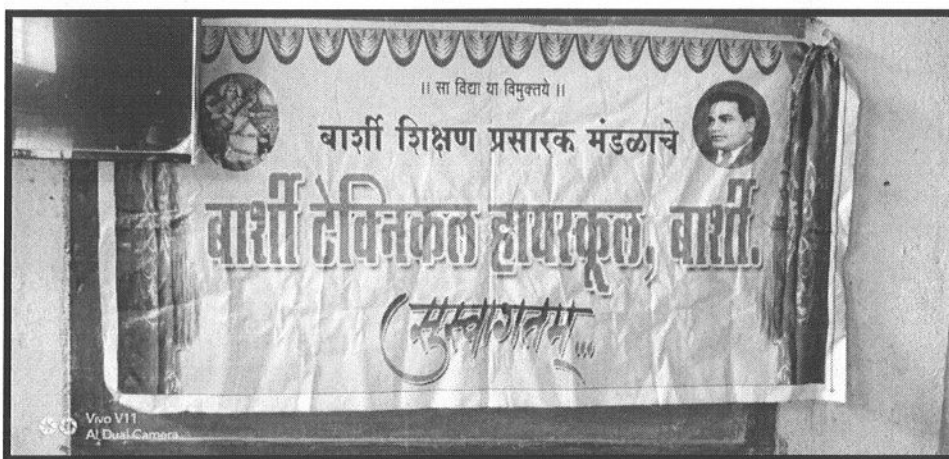 ॥ सा विद्या या विमुक्तये ॥
बार्शी शिक्षण प्रसारक मंडळाचे
बार्शी टेक्निकल हायस्कूल, बार्शी.
सुस्वागतम्...
Vivo V11
AI Dual Camera